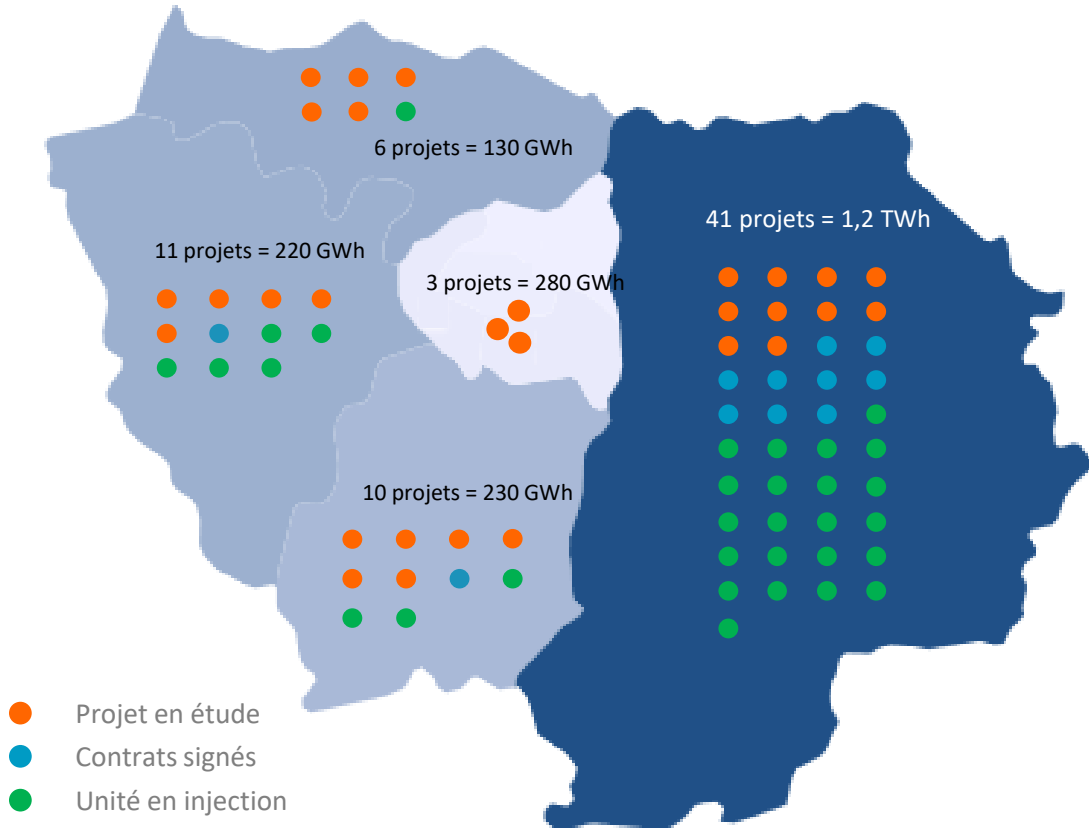 6 projets = 130 GWh
41 projets = 1,2 TWh
11 projets = 220 GWh
3 projets = 280 GWh
10 projets = 230 GWh
Projet en étude
Contrats signés
Unité en injection